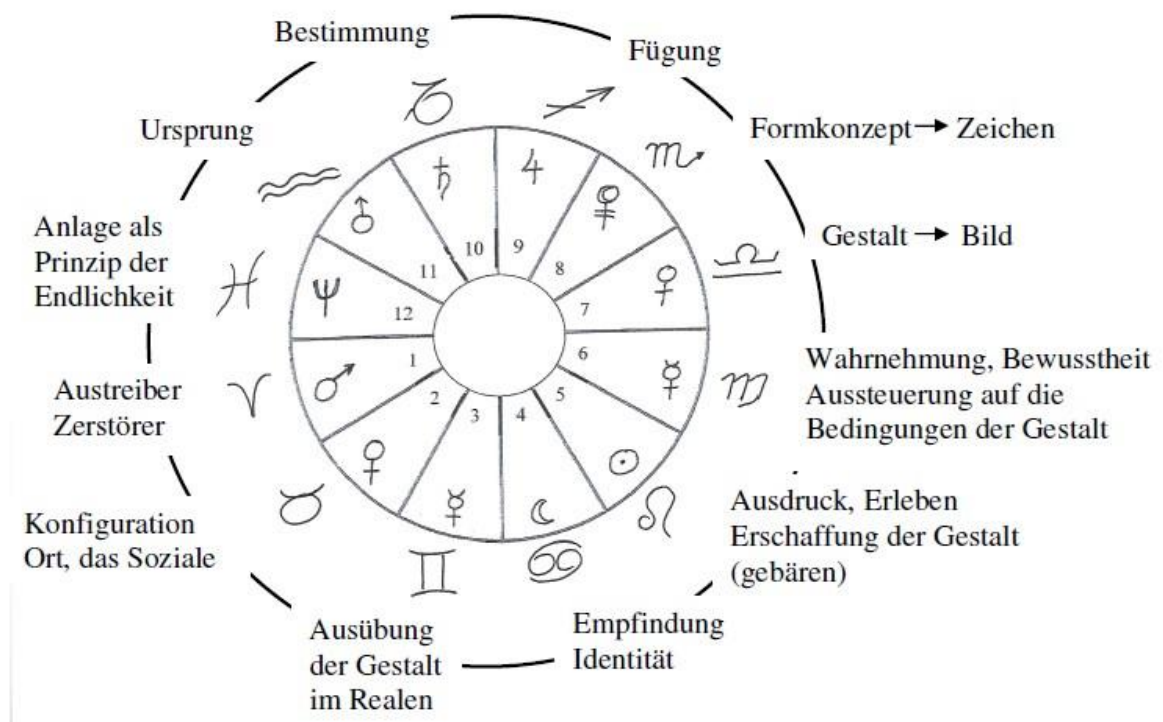 Bestimmung
Fügung
Ursprung
Formkonzept → Zeichen
Gestalt → Bild
Anlage als
Prinzip der
Endlichkeit
Wahrnehmung, Bewusstheit
Aussteuerung auf die
Bedingungen der Gestalt
Austreiber
Zerstörer
Ausdruck, Erleben
Erschaffung der Gestalt
(gebären)
Konfiguration
Ort, das Soziale
Empfindung
Identität
Ausübung
der Gestalt
im Realen
♑ ♐ ♏ ♎ ♍ ♌ ♋ ♊ ♉ ♈ ♓ ♒
♄ ♃ ♀ ☿ ☉ ☾ ☿ ♀ ♂ ♆
10 9
11 8
12 7
1 6
2 5
3 4